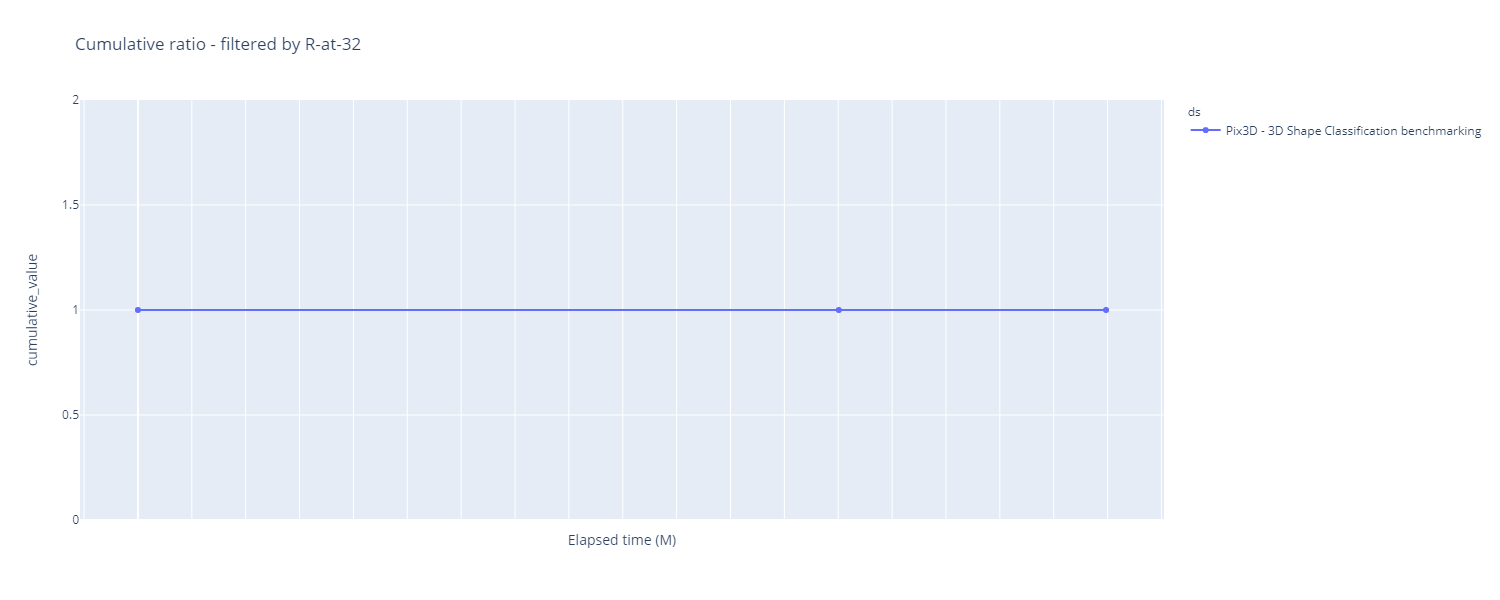 Cumulative ratio - filtered by R-at-32
2
1.5
1
0.5
0
cumulative_value
Elapsed time (M)
ds
Pix3D - 3D Shape Classification benchmarking